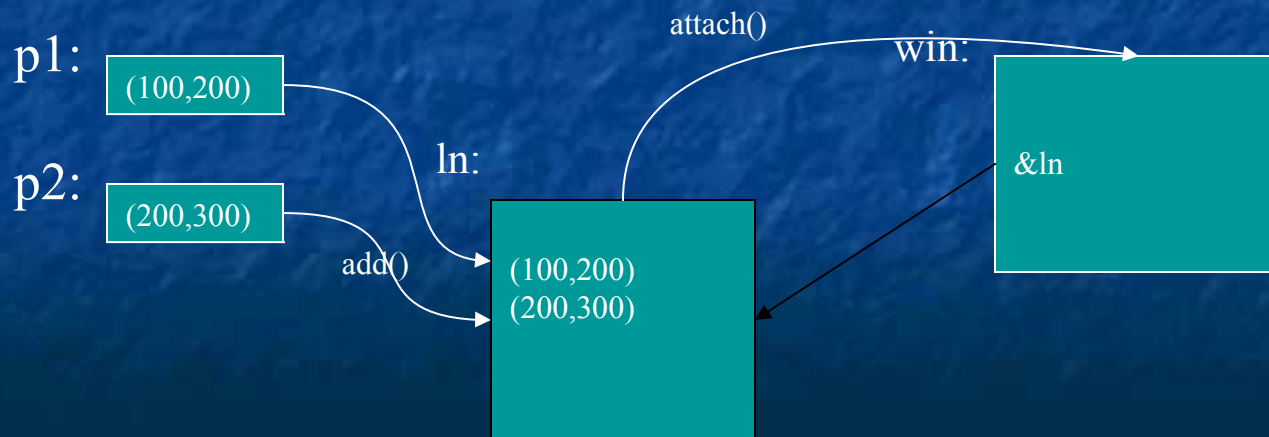 p1:
(100,200)
p2:
(200,300)
add()
ln:
(100,200)
(200,300)
attach()
win:
&ln